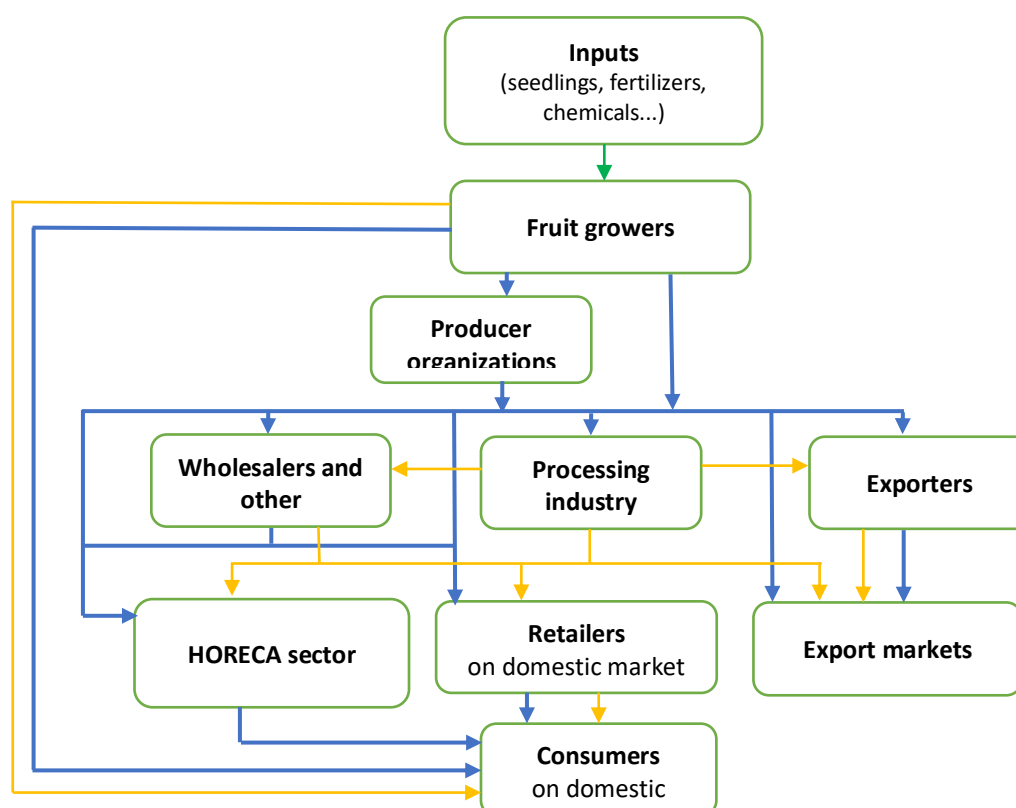 Inputs
(seedlings, fertilizers,
chemicals...)
Fruit growers
Producer
organizations
Wholesalers and
other
Processing
industry
Exporters
HORECA sector
Retailers
on domestic market
Export markets
Consumers
on domestic